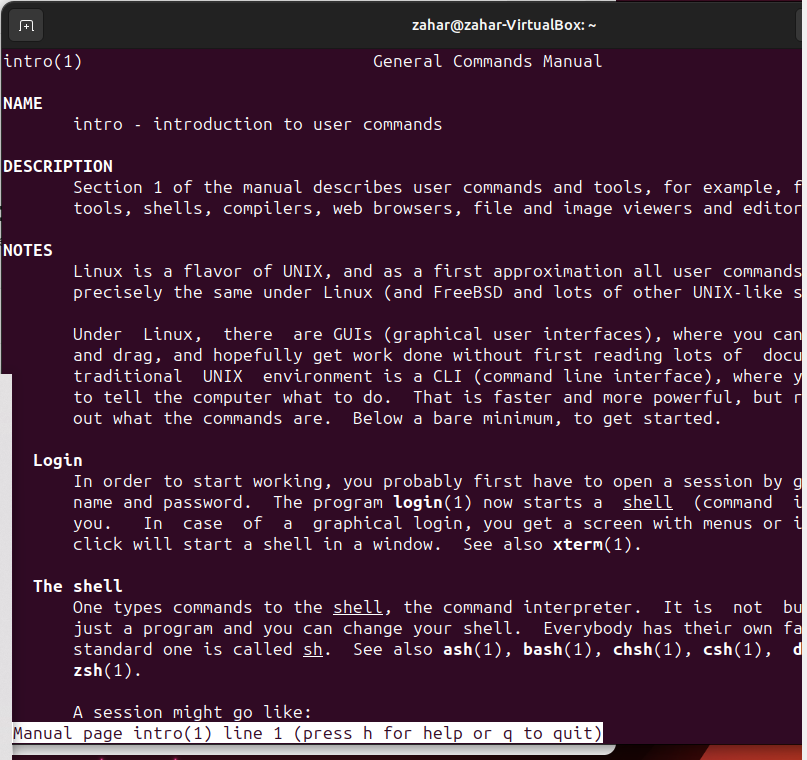 zahar@zahar-VirtualBox: ~
intro(1) General Commands Manual
NAME
intro - introduction to user commands
DESCRIPTION
Section 1 of the manual describes user commands and tools, for example, f
tools, shells, compilers, web browsers, file and image viewers and editor
NOTES
Linux is a flavor of UNIX, and as a first approximation all user commands
precisely the same under Linux (and FreeBSD and lots of other UNIX-like s
Under Linux, there are GUIs (graphical user interfaces), where you can
and drag, and hopefully get work done without first reading lots of docu
traditional UNIX environment is a CLI (command line interface), where y
to tell the computer what to do. That is faster and more powerful, but r
out what the commands are. Below a bare minimum, to get started.
Login
In order to start working, you probably first have to open a session by g
name and password. The program login(1) now starts a shell (command i
you. In case of a graphical login, you get a screen with menus or i
click will start a shell in a window. See also xterm(1).
The shell
One types commands to the shell, the command interpreter. It is not bu
just a program and you can change your shell. Everybody has their own fa
standard one is called sh. See also ash(1), bash(1), chsh(1), csh(1), d
zsh(1).
A session might go like:
Manual page intro(1) line 1 (press h for help or q to quit)